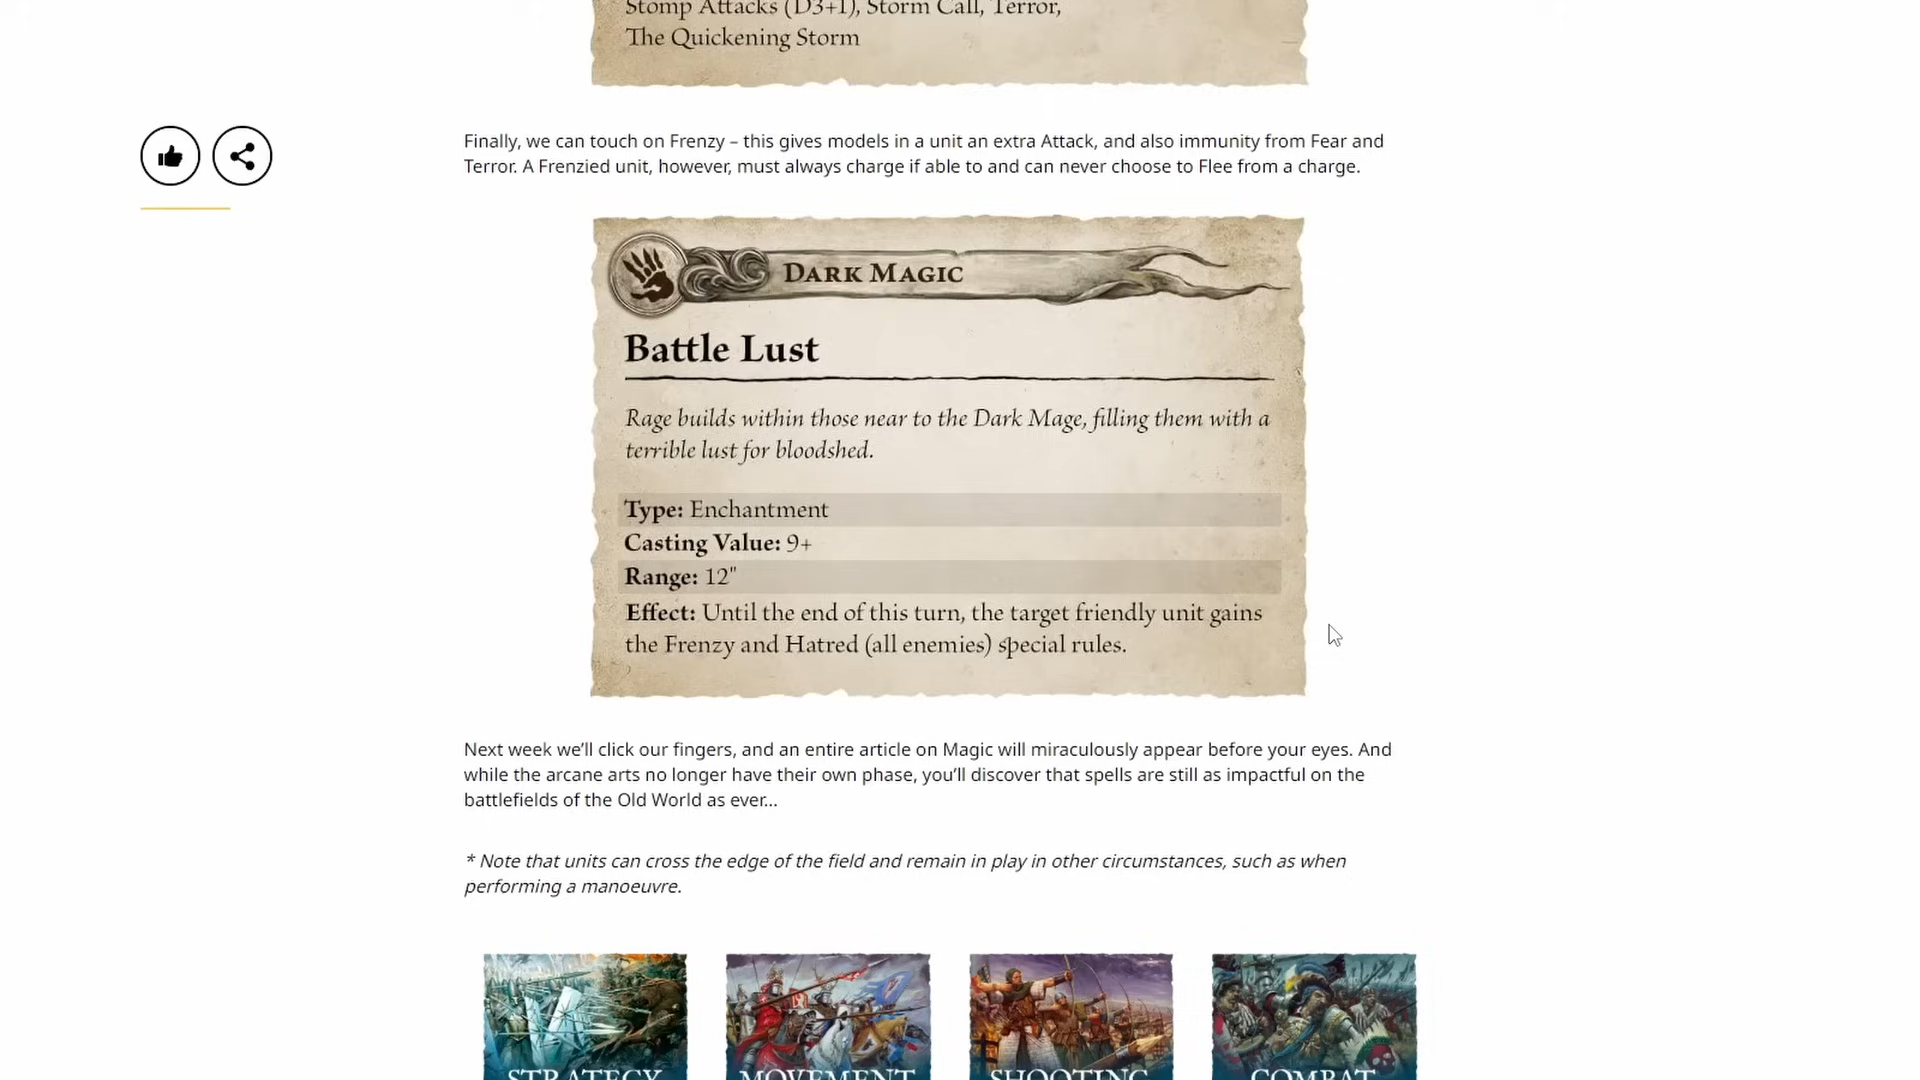 Stomp Attacks (D3+1), Storm Call, Terror,
The Quickening Storm
Finally, we can touch on Frenzy – this gives models in a unit an extra Attack, and also immunity from Fear and
Terror. A Frenzied unit, however, must always charge if able to and can never choose to Flee from a charge.
DARK MAGIC
Battle Lust
Rage builds within those near to the Dark Mage, filling them with a
terrible lust for bloodshed.
Type: Enchantment
Casting Value: 9+
Range: 12"
Effect: Until the end of this turn, the target friendly unit gains
the Frenzy and Hatred (all enemies) special rules.
Next week we’ll click our fingers, and an entire article on Magic will miraculously appear before your eyes. And
while the arcane arts no longer have their own phase, you’ll discover that spells are still as impactful on the
battlefields of the Old World as ever...
* Note that units can cross the edge of the field and remain in play in other circumstances, such as when
performing a manoeuvre.
STRATEGY MOVEMENT SHOOTING COMBAT